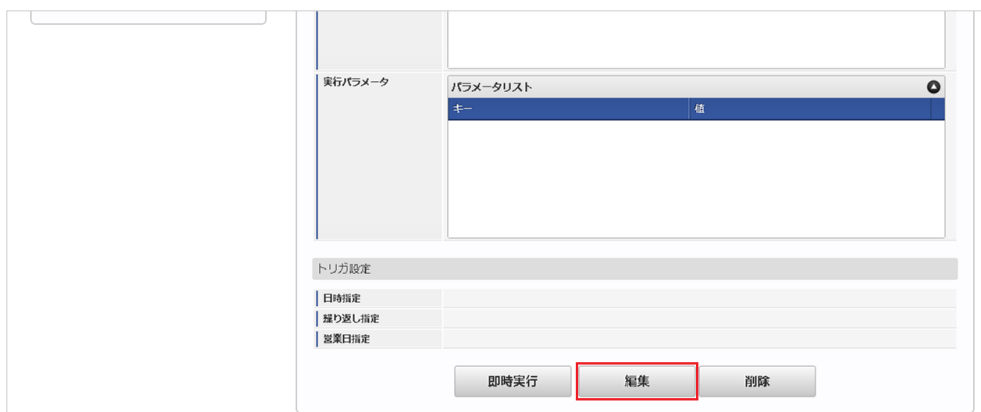 実行パラメータ
パラメータリスト
キー 値
トリガ設定
日時指定
繰り返し指定
営業日指定
即時実行 編集 削除